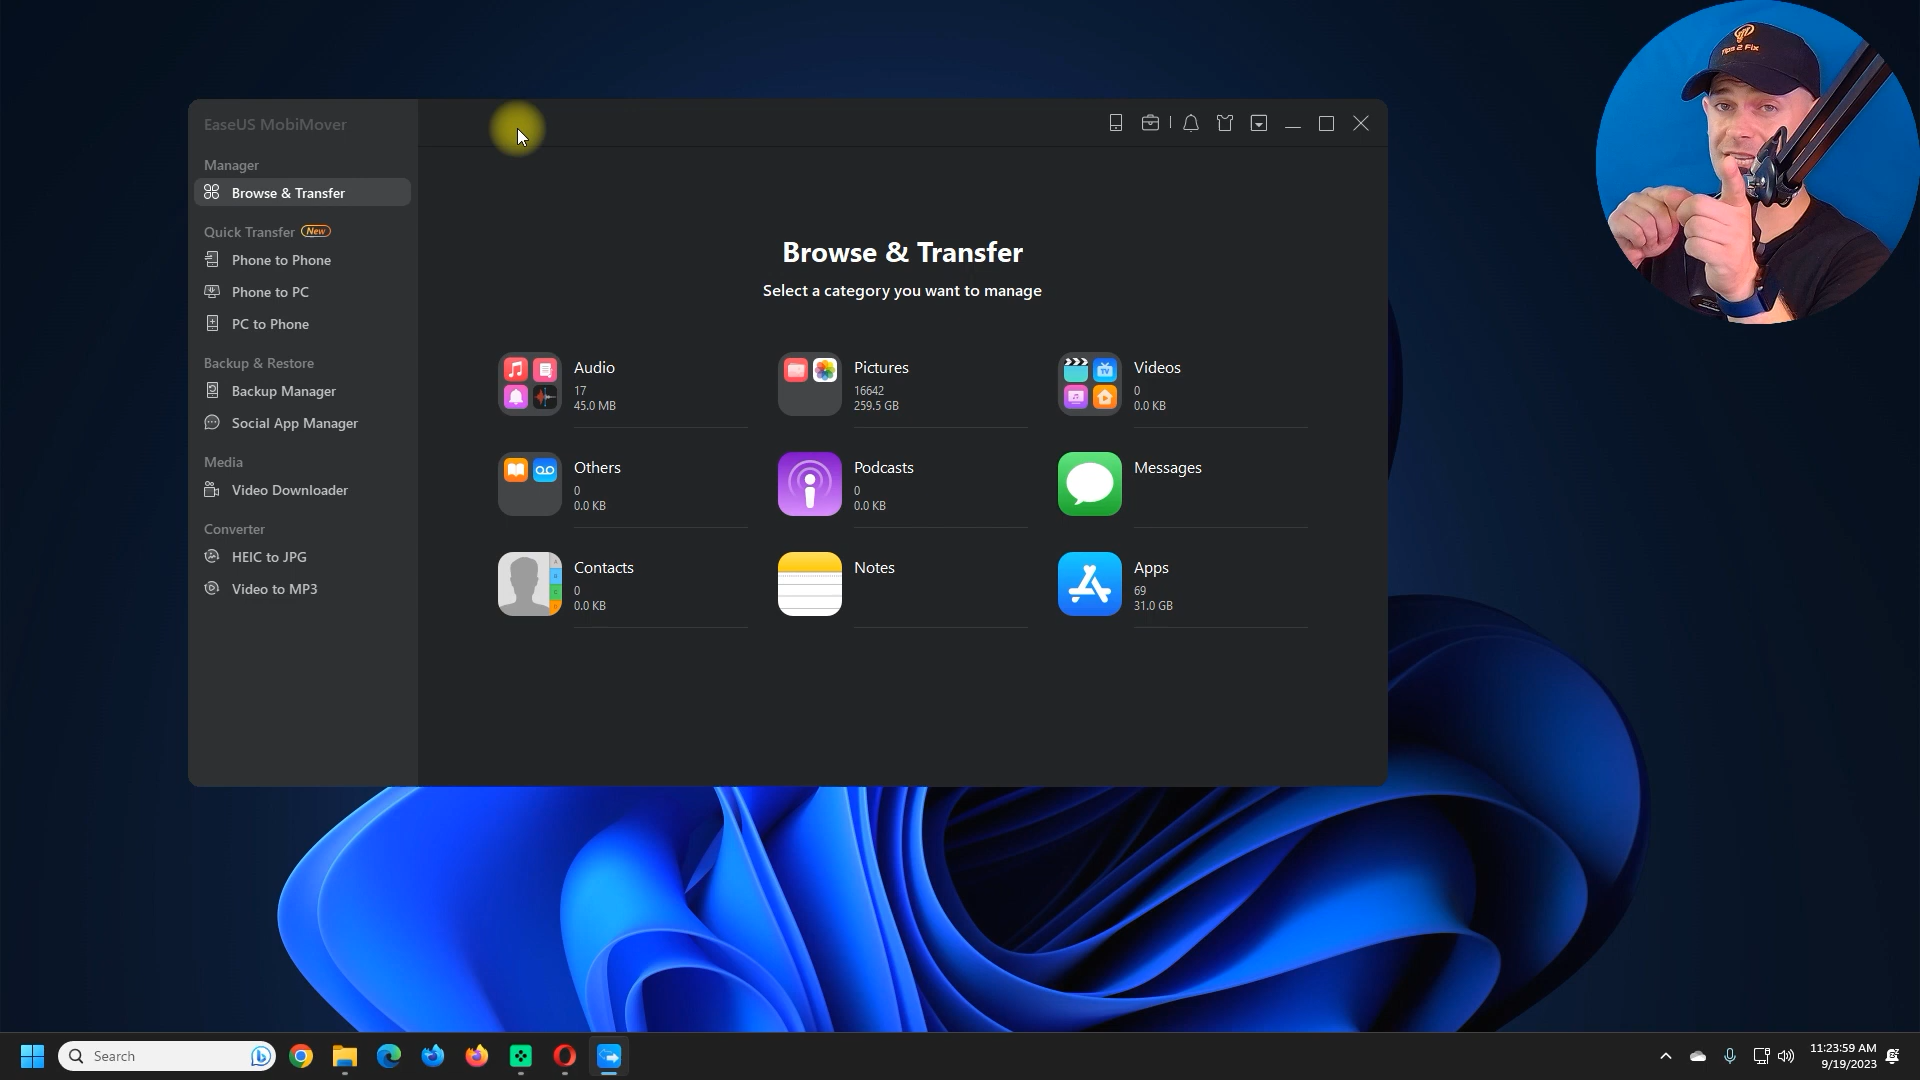 Tips 2 Fix
EaseUS MobiMover
Manager
Browse & Transfer
Quick Transfer New
Phone to Phone
Phone to PC
PC to Phone
Backup & Restore
Backup Manager
Social App Manager
Media
Video Downloader
Converter
HEIC to JPG
Video to MP3
Browse & Transfer
Select a category you want to manage
Audio
17
45.0 MB
Pictures
16642
259.5 GB
Videos
0
0.0 KB
tv
Others
0
0.0 KB
Podcasts
0
0.0 KB
Messages
Contacts
0
0.0 KB
Notes
Apps
69
31.0 GB
Search
11:23:59 AM
9/19/2023